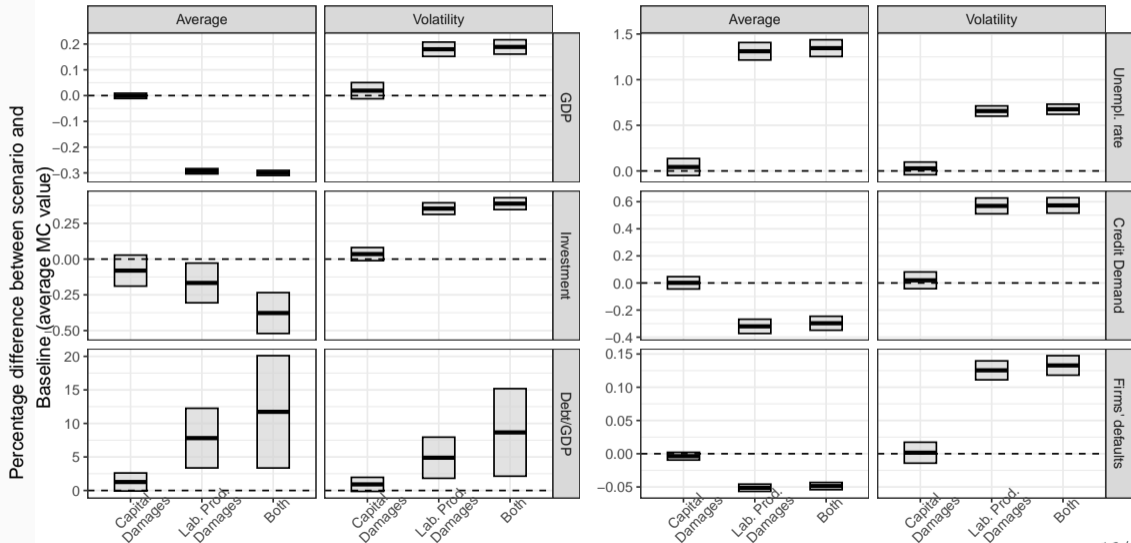 Percentage difference between scenario and
Baseline (average MC value)
Average
Volatility
0.2
0.1
0.0
−0.1
−0.2
−0.3
GDP
0.25
0.00
0.25
0.50
Investment
20
15
10
5
0
Debt/GDP
Capital
Damages
Lab. Prod.
Damages
Both
Capital
Damages
Lab. Prod.
Damages
Both
Average
Volatility
1.5
1.0
0.5
0.0
Unempl. rate
0.6
0.4
0.2
0.0
−0.2
−0.4
Credit Demand
0.15
0.10
0.05
0.00
−0.05
Firms' defaults
Capital
Damages
Lab. Prod.
Damages
Both
Capital
Damages
Lab. Prod.
Damages
Both